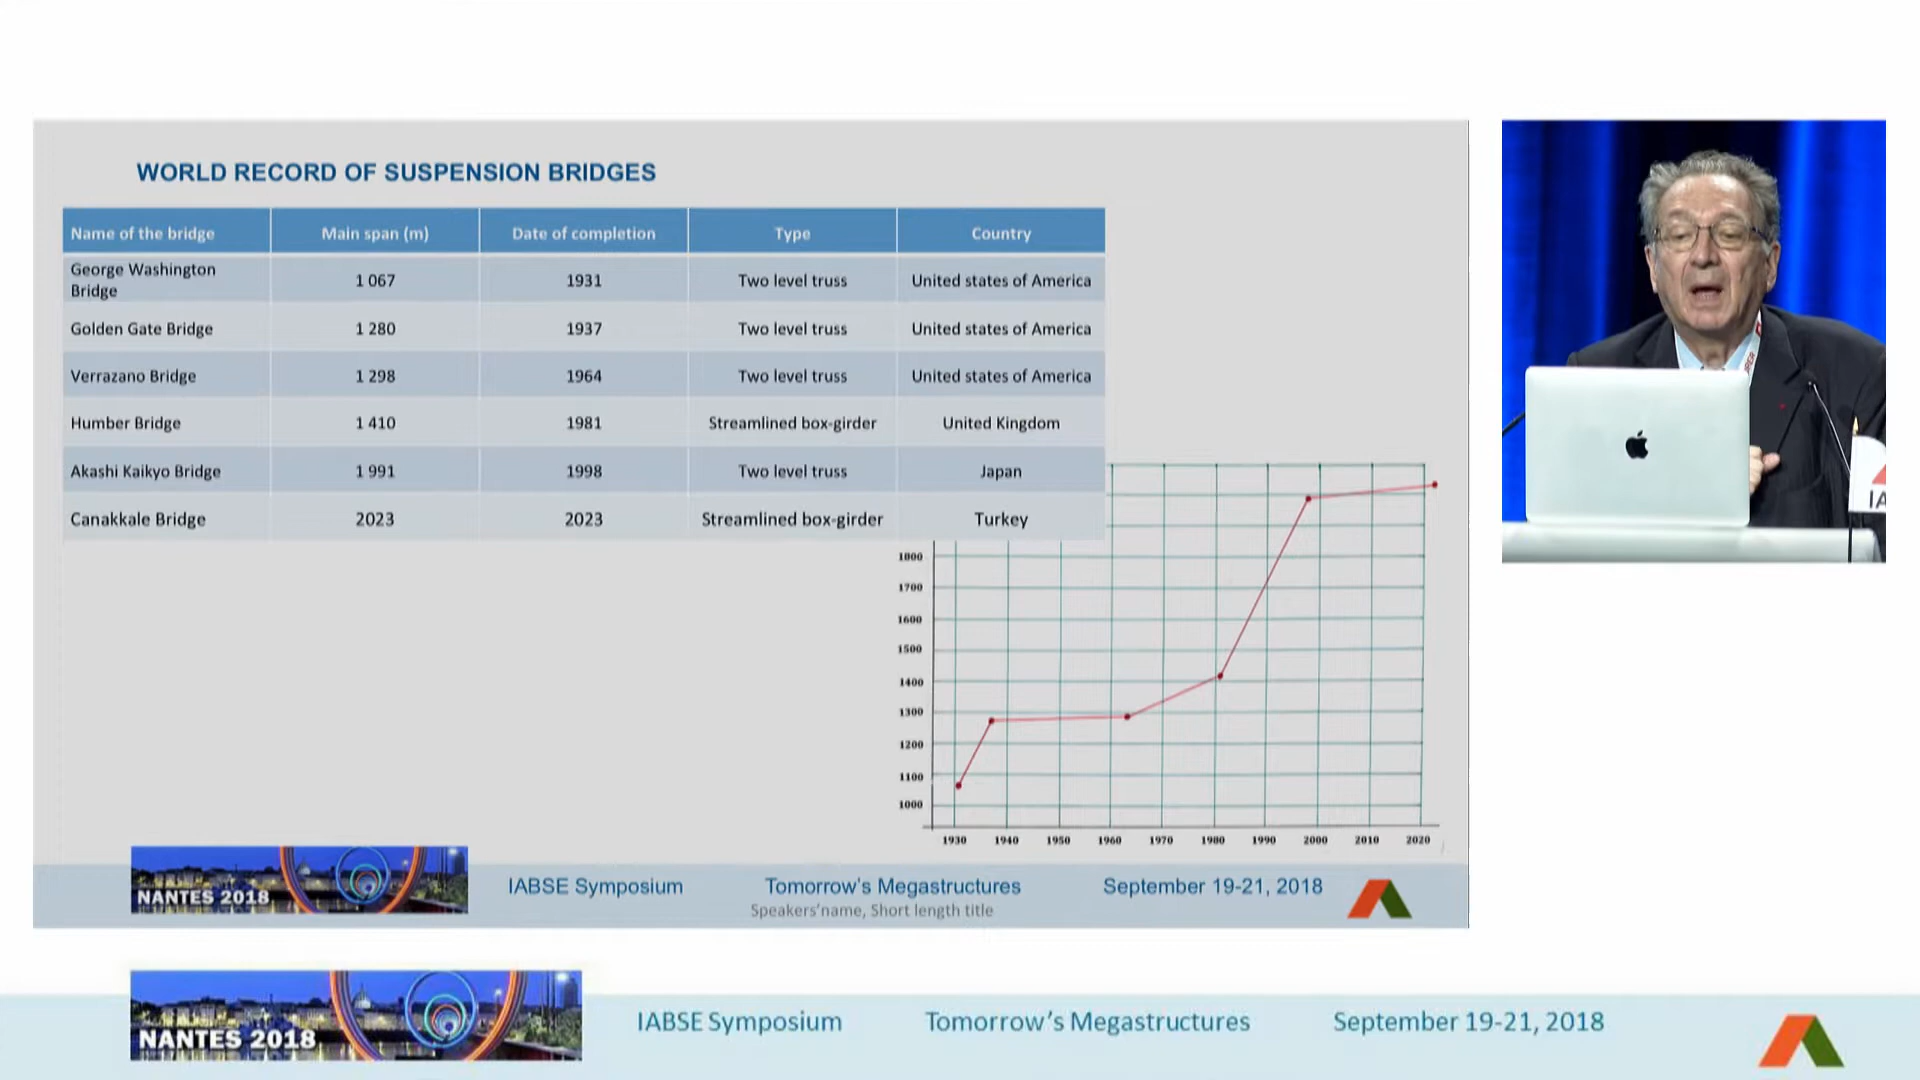 WORLD RECORD OF SUSPENSION BRIDGES
Name of the bridge Main span (m) Date of completion Type Country
George Washington
Bridge 1 067 1931 Two level truss United states of America
Golden Gate Bridge 1 280 1937 Two level truss United states of America
Verrazano Bridge 1 298 1964 Two level truss United states of America
Humber Bridge 1 410 1981 Streamlined box-girder United Kingdom
Akashi Kaikyo Bridge 1 991 1998 Two level truss Japan
Canakkale Bridge 2023 2023 Streamlined box-girder Turkey
1800
1700
1600
1500
1400
1300
1200
1100
1000
1930 1940 1950 1960 1970 1980 1990 2000 2010 2020
NANTES 2018
IABSE Symposium Tomorrow's Megastructures September 19-21, 2018
Speakers'name, Short length title
IA
NANTES 2018
IABSE Symposium Tomorrow's Megastructures September 19-21, 2018